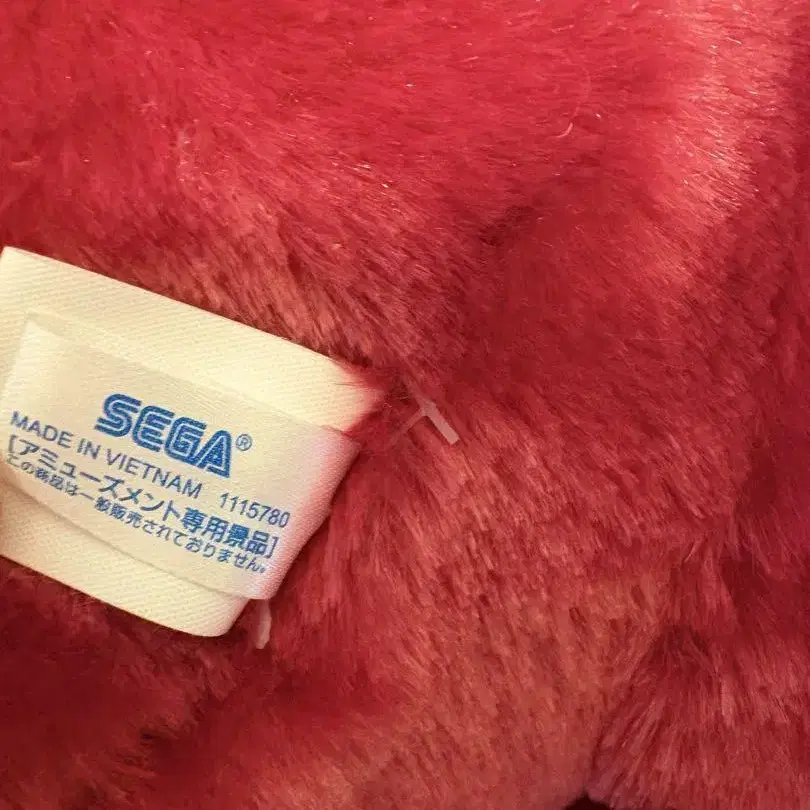 SEGA®
MADE IN VIETNAM 1115780
[アミューズメント専用景品]
この商品は一般販売されておりません。